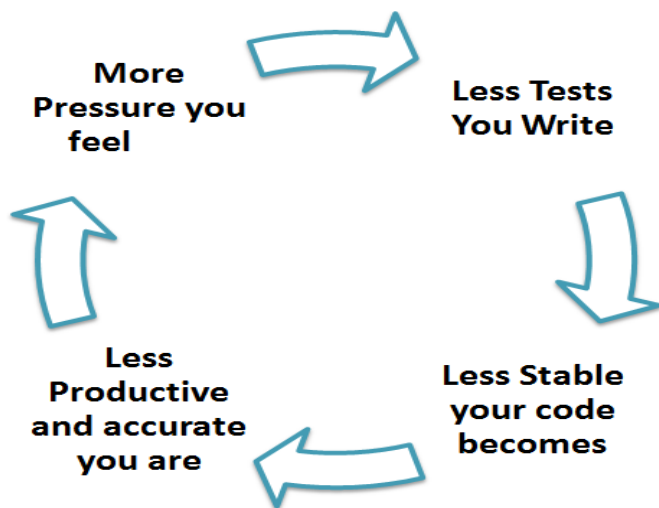 More
Pressure you
feel
Less Tests
You Write
Less Stable
your code
becomes
Less
Productive
and accurate
you are